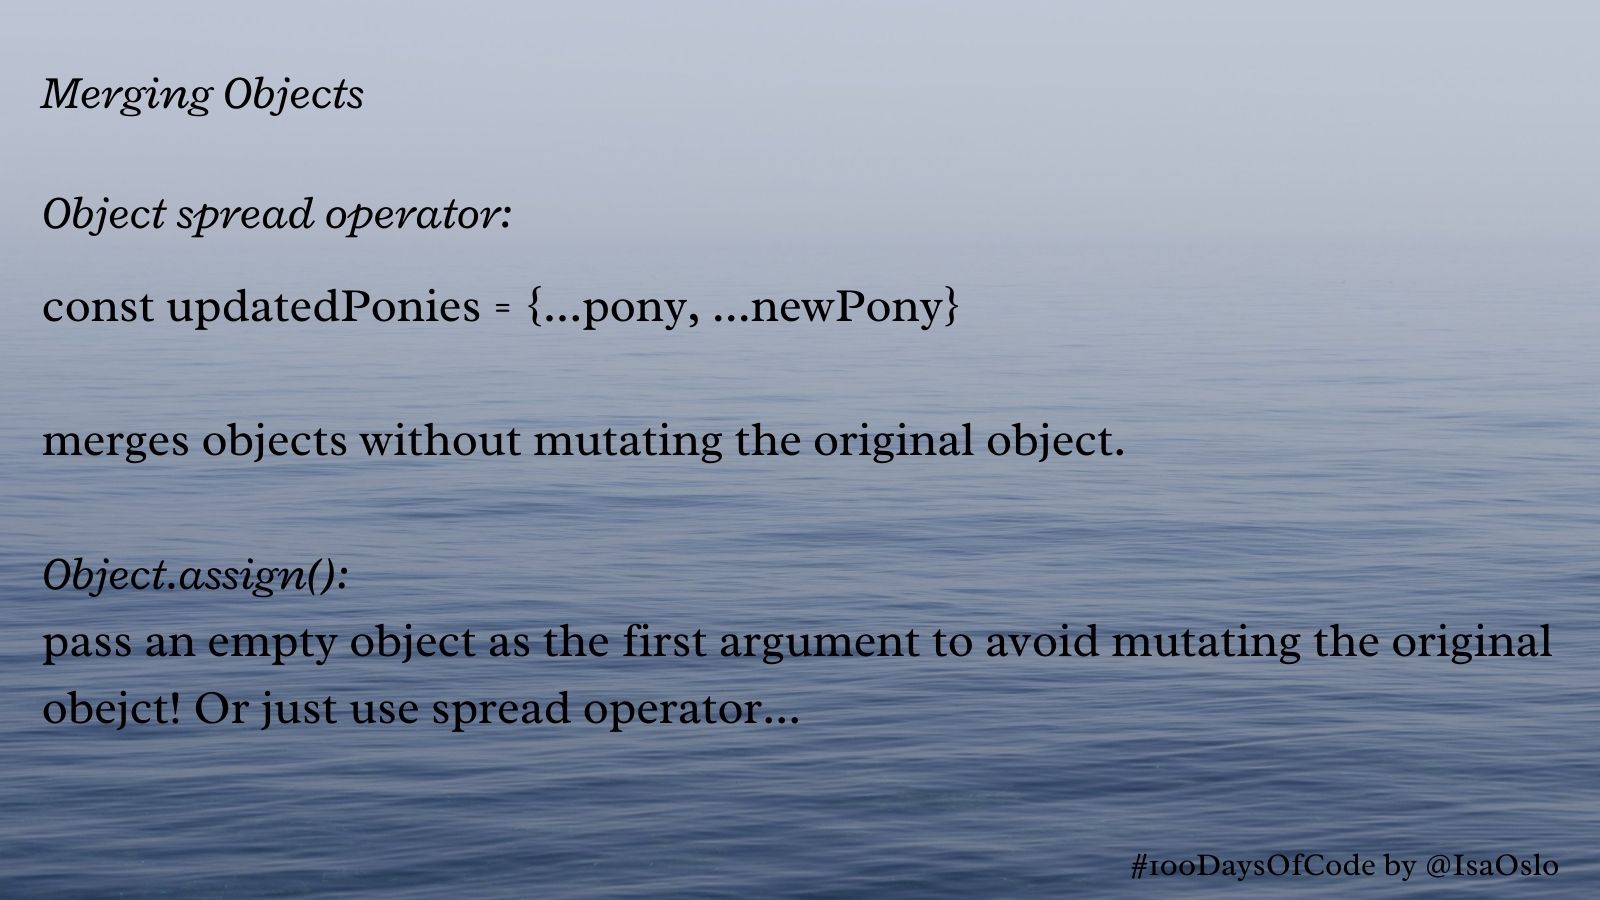 Merging Objects
Object spread operator:
const updatedPonies = {...pony, ...newPony}
merges objects without mutating the original object.
Object.assign():
pass an empty object as the first argument to avoid mutating the original
obejct! Or just use spread operator...
#100DaysOfCode by @IsaOslo